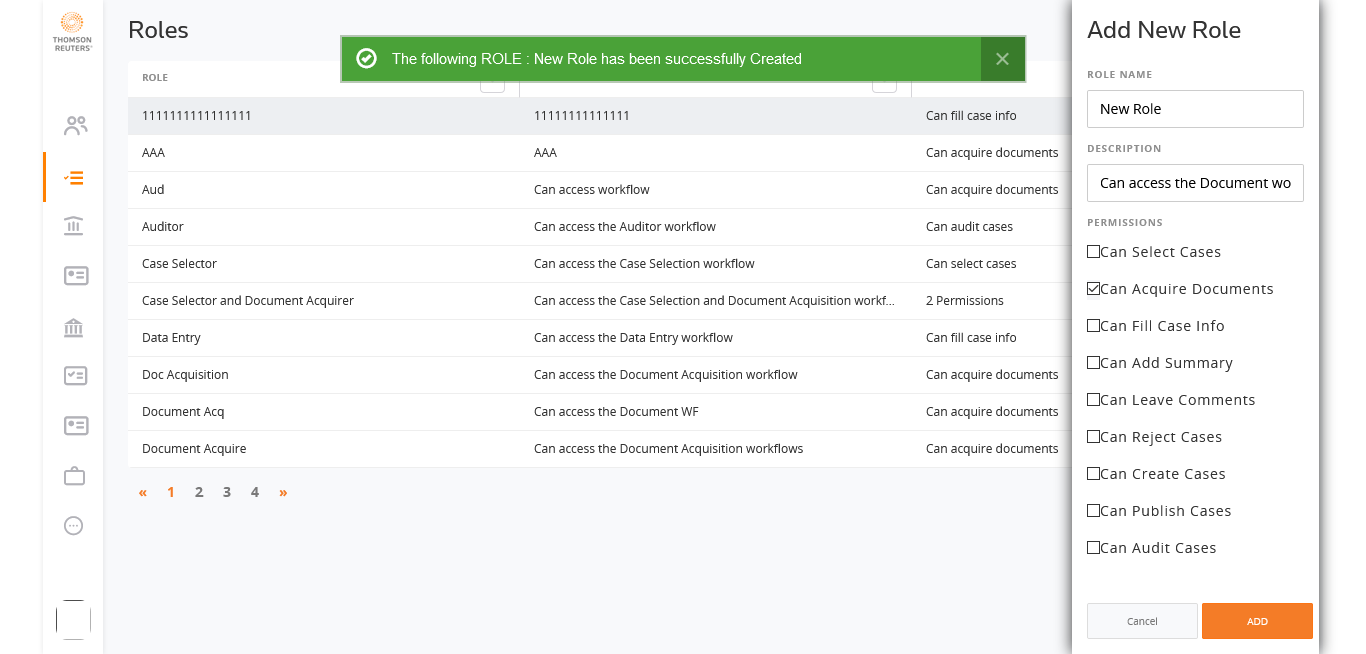 THOMSON
REUTERS
Roles
The following ROLE : New Role has been successfully Created
ROLE
1111111111111111 11111111111111 Can fill case info
AAA AAA Can acquire documents
Aud Can access workflow Can acquire documents
Auditor Can access the Auditor workflow Can audit cases
Case Selector Can access the Case Selection workflow Can select cases
Case Selector and Document Acquirer Can access the Case Selection and Document Acquisition workf... 2 Permissions
Data Entry Can access the Data Entry workflow Can fill case info
Doc Acquisition Can access the Document Acquisition workflow Can acquire documents
Document Acq Can access the Document WF Can acquire documents
Document Acquire Can access the Document Acquisition workflows Can acquire documents
« 1 2 3 4 »
Add New Role
ROLE NAME
New Role
DESCRIPTION
Can access the Document wo
PERMISSIONS
Can Select Cases
Can Acquire Documents
Can Fill Case Info
Can Add Summary
Can Leave Comments
Can Reject Cases
Can Create Cases
Can Publish Cases
Can Audit Cases
Cancel ADD